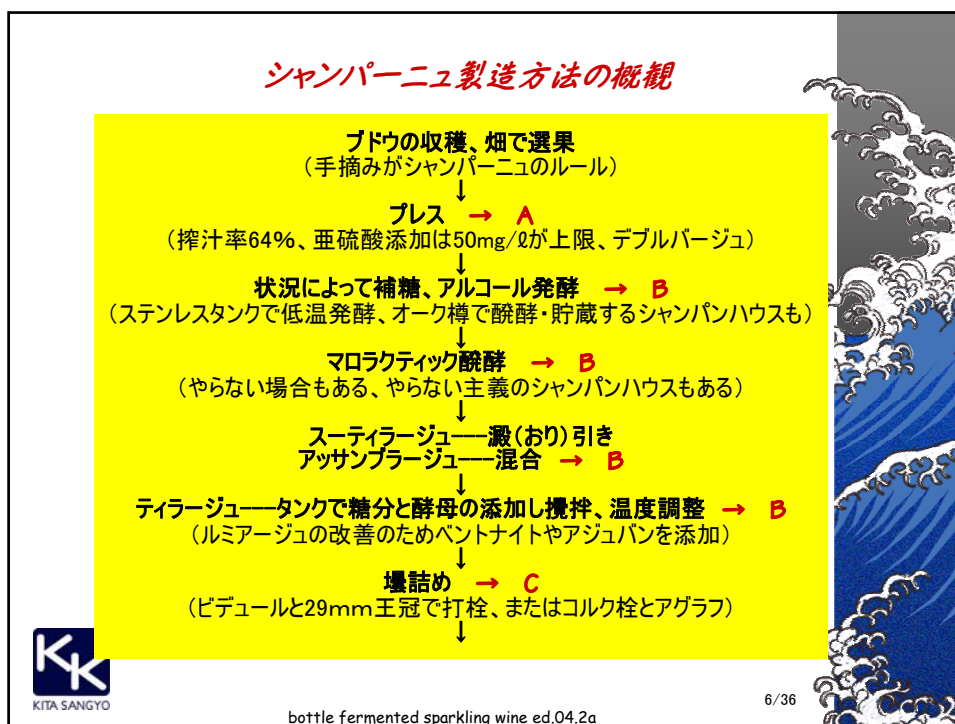 シャンパーニュ製造方法の概観
ブドウの収穫、畑で選果
(手摘みがシャンパーニュのルール)
↓
プレス → A
(搾汁率64%、亜硫酸添加は50mg/ℓが上限、デブルバージュ)
↓
状況によって補糖、アルコール発酵 → B
(ステンレスタンクで低温発酵、オーク樽で醗酵・貯蔵するシャンパンハウスも)
↓
マロラクティック醗酵 → B
(やらない場合もある、やらない主義のシャンパンハウスもある)
↓
スーティラージュ---澱(おり)引き
アッサンブラージュ---混合 → B
↓
ティラージュ---タンクで糖分と酵母の添加し攪拌、温度調整 → B
(ルミアージュの改善のためベントナイトやアジュバンを添加)
↓
壜詰め → C
(ビデュールと29mm王冠で打栓、またはコルク栓とアグラフ)
↓
KK
KITA SANGYO
6/36
bottle fermented sparkling wine ed.04.2a